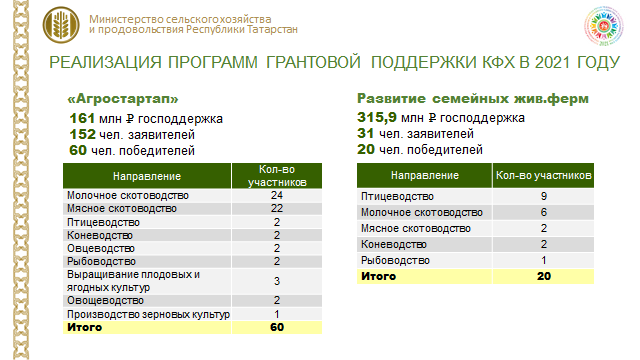 Министерство сельского хозяйства
и продовольствия Республики Татарстан
РЕАЛИЗАЦИЯ ПРОГРАММ ГРАНТОВОЙ ПОДДЕРЖКИ КФХ В 2021 ГОДУ
«Агростартап»
161 млн ₽ господдержка
152 чел. заявителей
60 чел. победителей
Направление Кол-во участников
Молочное скотоводство 24
Мясное скотоводство 22
Птицеводство 2
Коневодство 2
Овцеводство 2
Рыбоводство 2
Выращивание плодовых и ягодных культур 3
Овощеводство 2
Производство зерновых культур 1
Итого 60
Развитие семейных жив.ферм
315,9 млн ₽ господдержка
31 чел. заявителей
20 чел. победителей
Направление Кол-во участников
Птицеводство 9
Молочное скотоводство 6
Мясное скотоводство 2
Коневодство 2
Рыбоводство 1
Итого 20